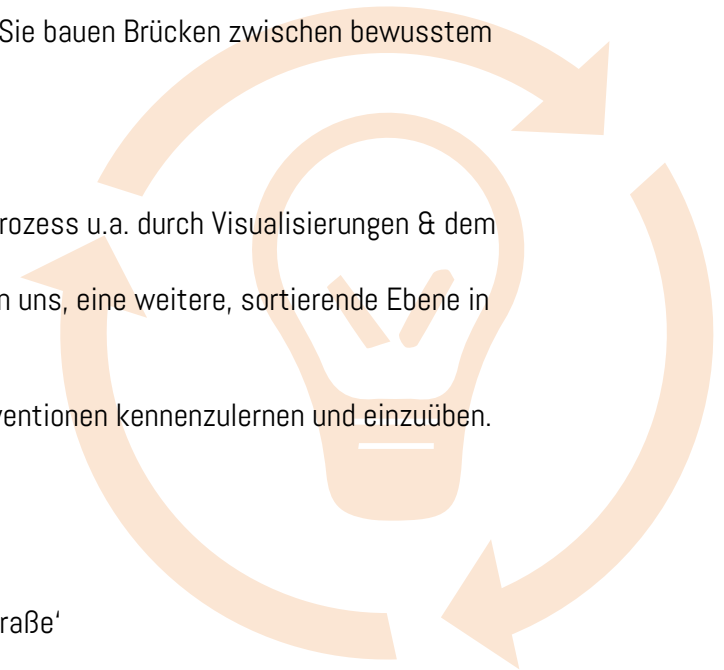 Sie bauen Brücken zwischen bewusstem
rozess u.a. durch Visualisierungen & dem
n uns, eine weitere, sortierende Ebene in
ventionen kennenzulernen und einzuüben.
raße‘